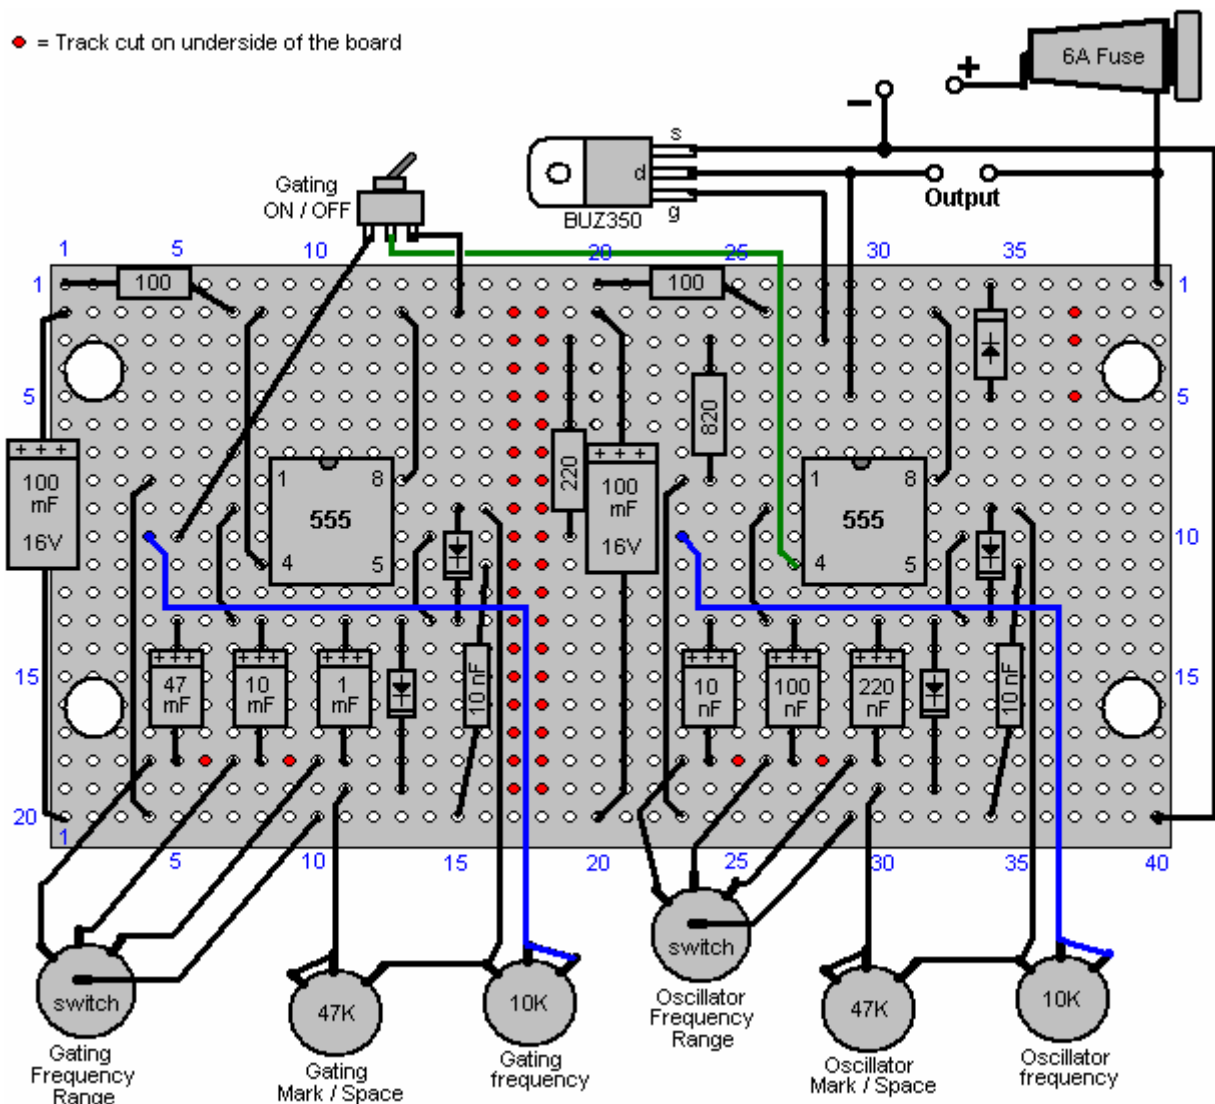 = Track cut on underside of the board
6A Fuse
+
−
s
d
g
BUZ350
Output
Gating
ON / OFF
1
5
10
20
25
30
35
1
1
100
100
5
5
820
220
+ + +
100
mF
16V
1
8
555
4
5
+ + +
100
mF
16V
1
8
555
4
5
10
10
15
15
+++
47
mF
+++
10
mF
+++
1
mF
10 nF
+++
10
nF
+++
100
nF
+++
220
nF
10 nF
20
1
5
10
15
20
25
30
35
40
switch
Gating
Frequency
Range
47K
Gating
Mark / Space
10K
Gating
frequency
switch
Oscillator
Frequency
Range
47K
Oscillator
Mark / Space
10K
Oscillator
frequency